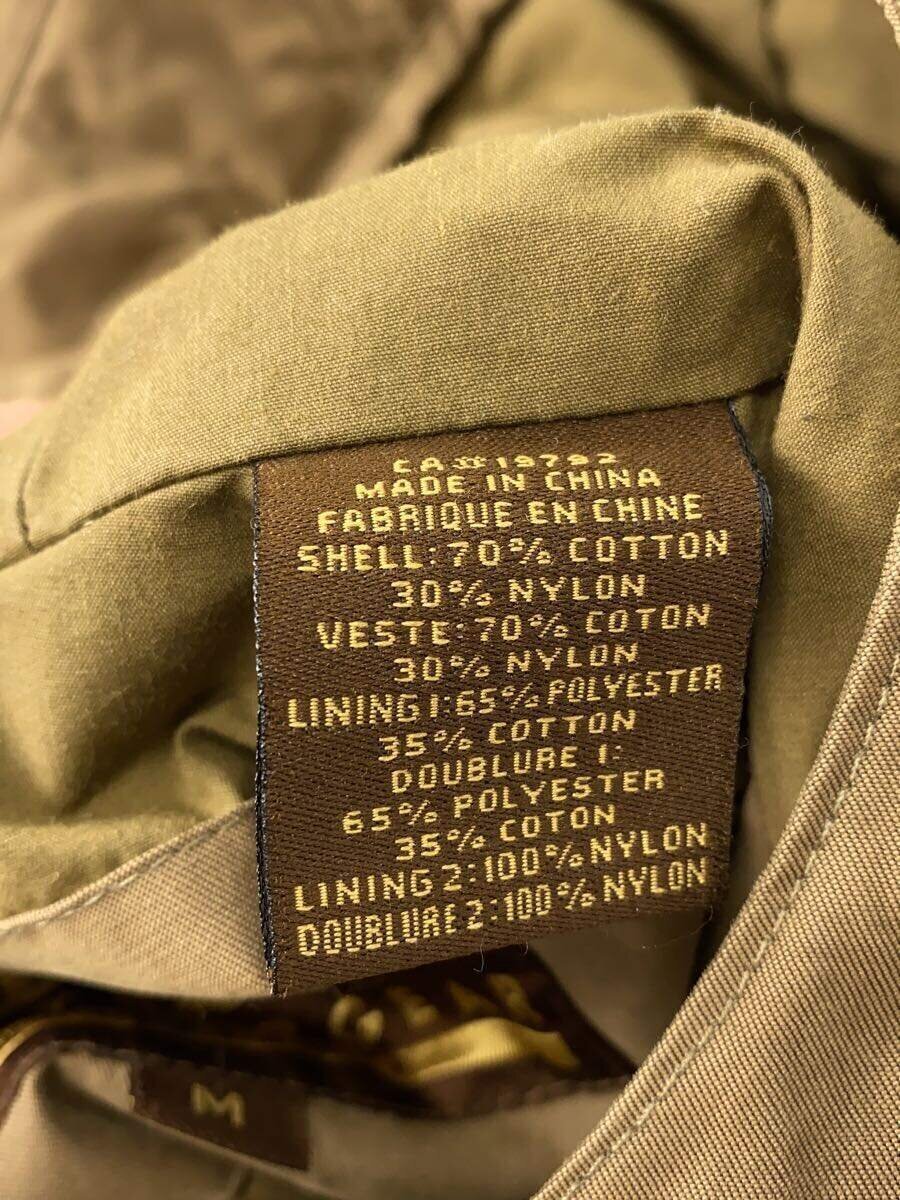 CA#19792
MADE IN CHINA
FABRIQUE EN CHINE
SHELL: 70% COTTON
30% NYLON
VESTE: 70% COTON
30% NYLON
LINING 1: 65% POLYESTER
35% COTTON
DOUBLURE 1:
65% POLYESTER
35% COTON
LINING 2: 100% NYLON
DOUBLURE 2: 100% NYLON
GEAR
M